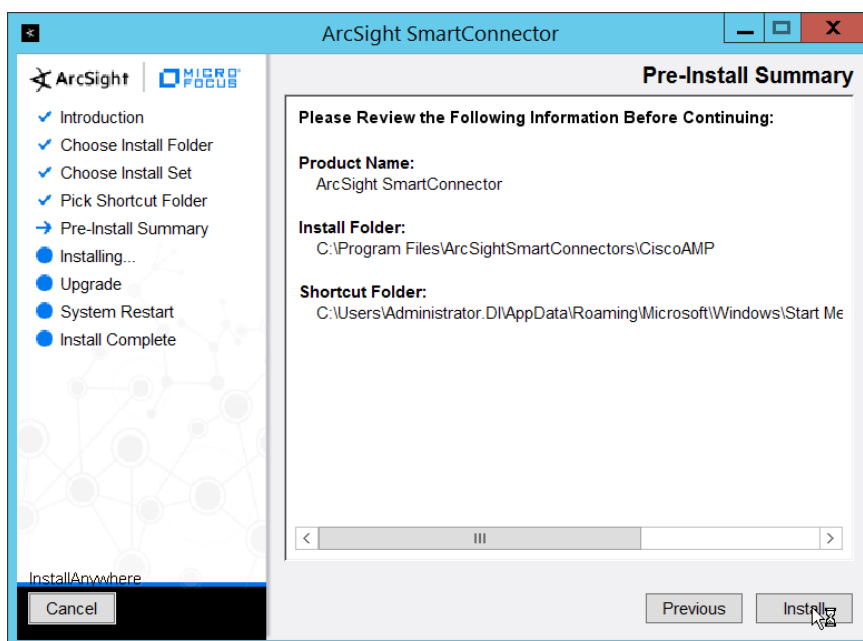 ArcSight SmartConnector
ArcSight
MICRO FOCUS
Pre-Install Summary
Introduction
Choose Install Folder
Choose Install Set
Pick Shortcut Folder
Pre-Install Summary
Installing...
Upgrade
System Restart
Install Complete
Please Review the Following Information Before Continuing:
Product Name:
ArcSight SmartConnector
Install Folder:
C:\Program Files\ArcSightSmartConnectors\CiscoAMP
Shortcut Folder:
C:\Users\Administrator.DI\AppData\Roaming\Microsoft\Windows\Start Me
InstallAnywhere
Cancel
Previous
Install